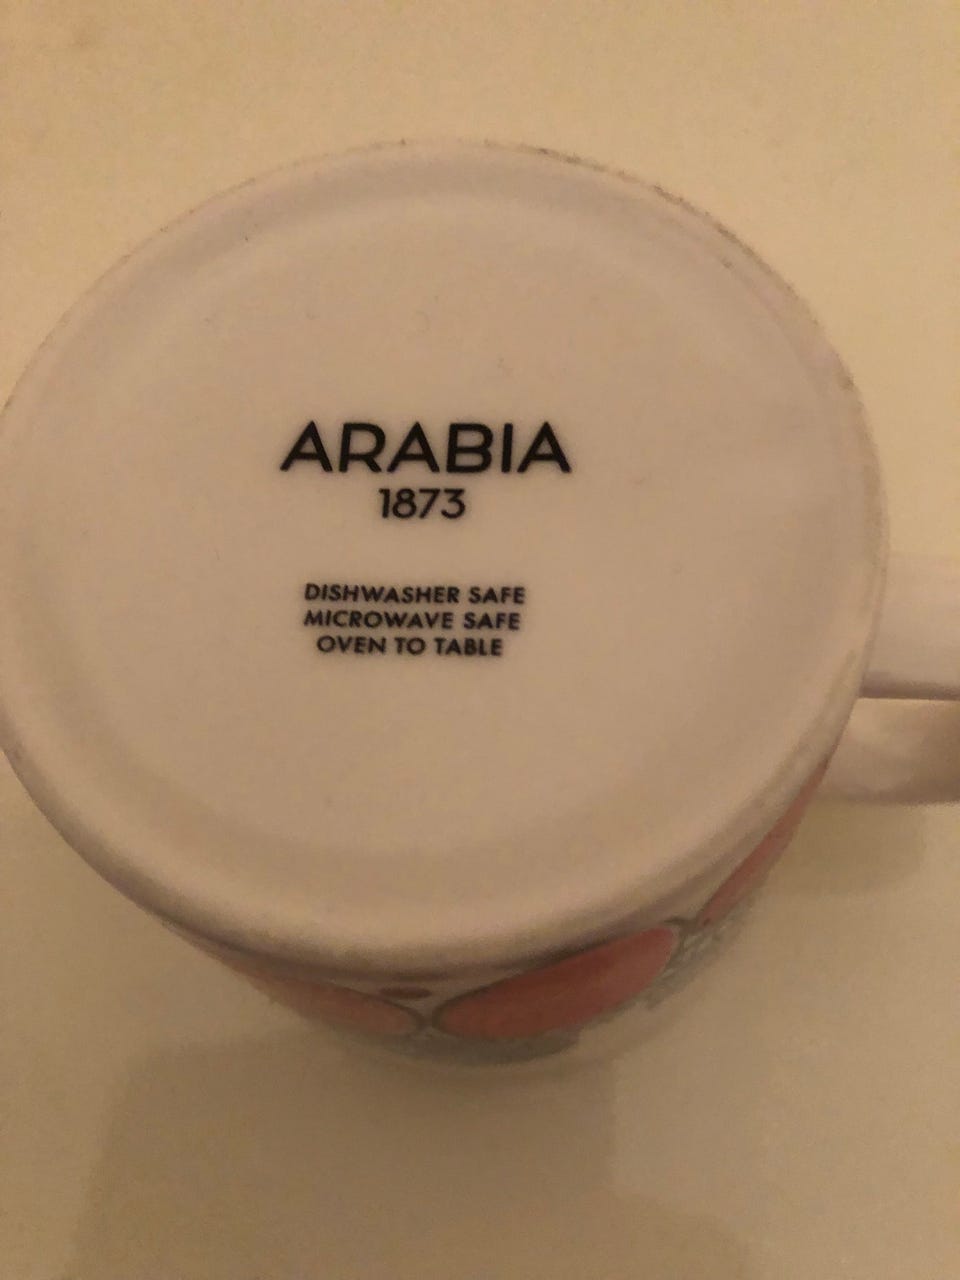 ARABIA
1873
DISHWASHER SAFE
MICROWAVE SAFE
OVEN TO TABLE